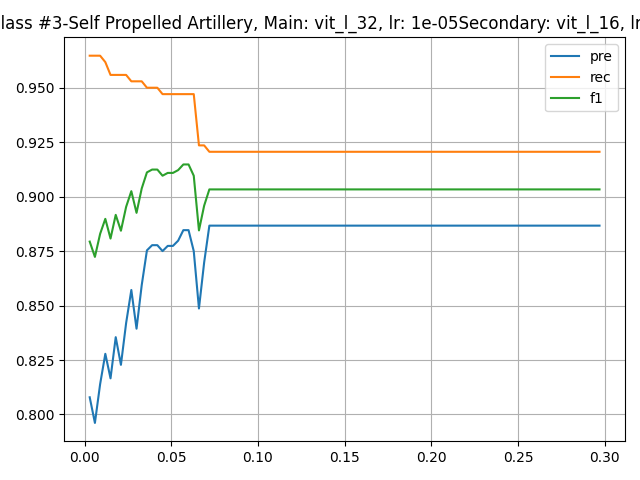 lass #3-Self Propelled Artillery, Main: vit_l_32, lr: 1e-05Secondary: vit_l_16, lr
pre
rec
f1
0.950
0.925
0.900
0.875
0.850
0.825
0.800
0.00 0.05 0.10 0.15 0.20 0.25 0.30